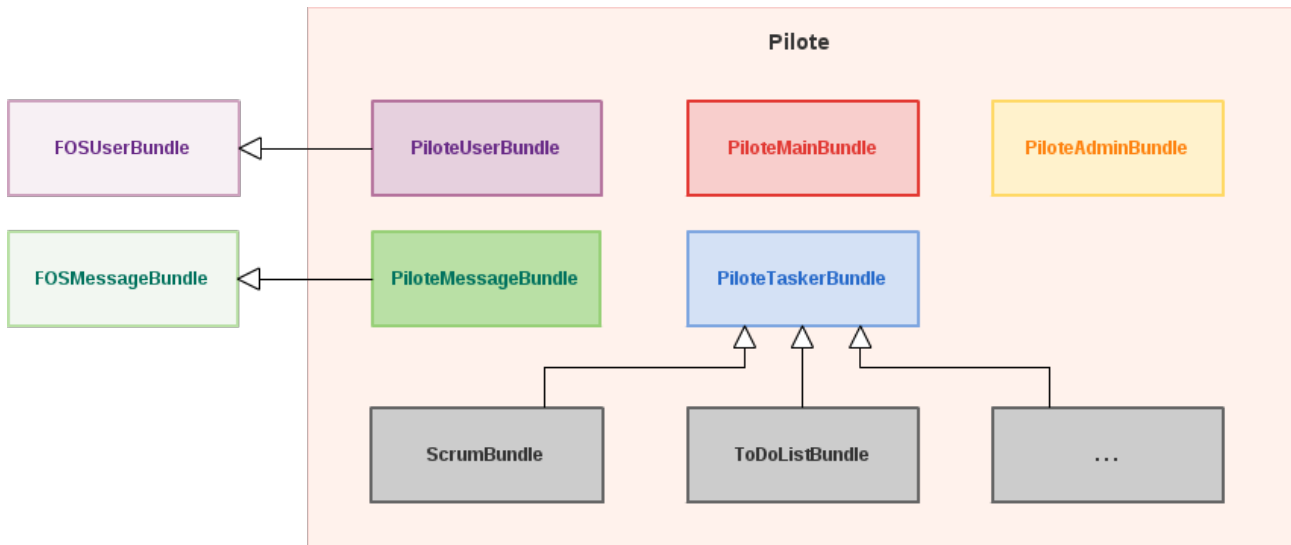 Pilote
FOSUserBundle
PiloteUserBundle
PiloteMainBundle
PiloteAdminBundle
FOSMessageBundle
PiloteMessageBundle
PiloteTaskerBundle
ScrumBundle
ToDoListBundle
...